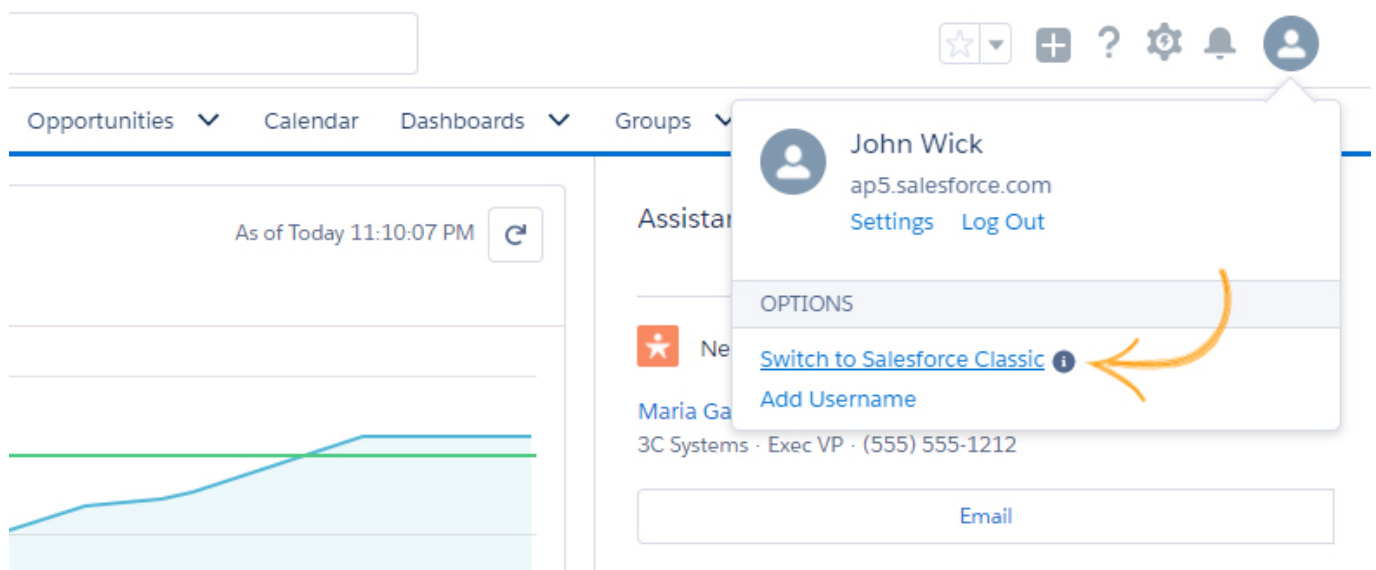 Opportunities Calendar Dashboards Groups
John Wick
ap5.salesforce.com
Settings Log Out
As of Today 11:10:07 PM
OPTIONS
Switch to Salesforce Classic
Add Username
Maria
3C Systems · Exec VP · (555) 555-1212
Email